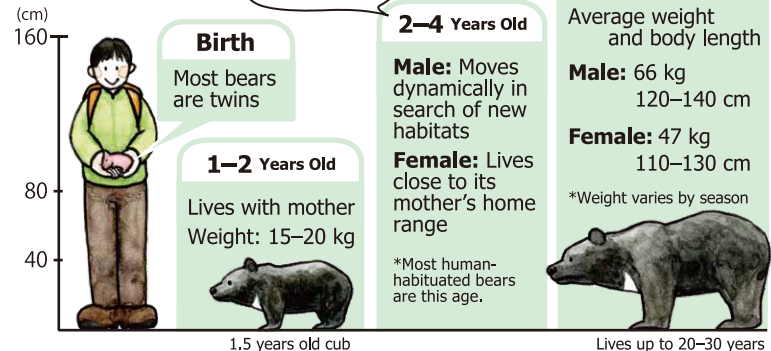 (cm)
160
80
40
Birth
Most bears
are twins
1–2 Years Old
Lives with mother
Weight: 15–20 kg
1.5 years old cub
2–4 Years Old
Male: Moves
dynamically in
search of new
habitats
Female: Lives
close to its
mother's home
range
*Most human-
habituated bears
are this age.
Average weight
and body length
Male: 66 kg
120–140 cm
Female: 47 kg
110–130 cm
*Weight varies by season
Lives up to 20–30 years